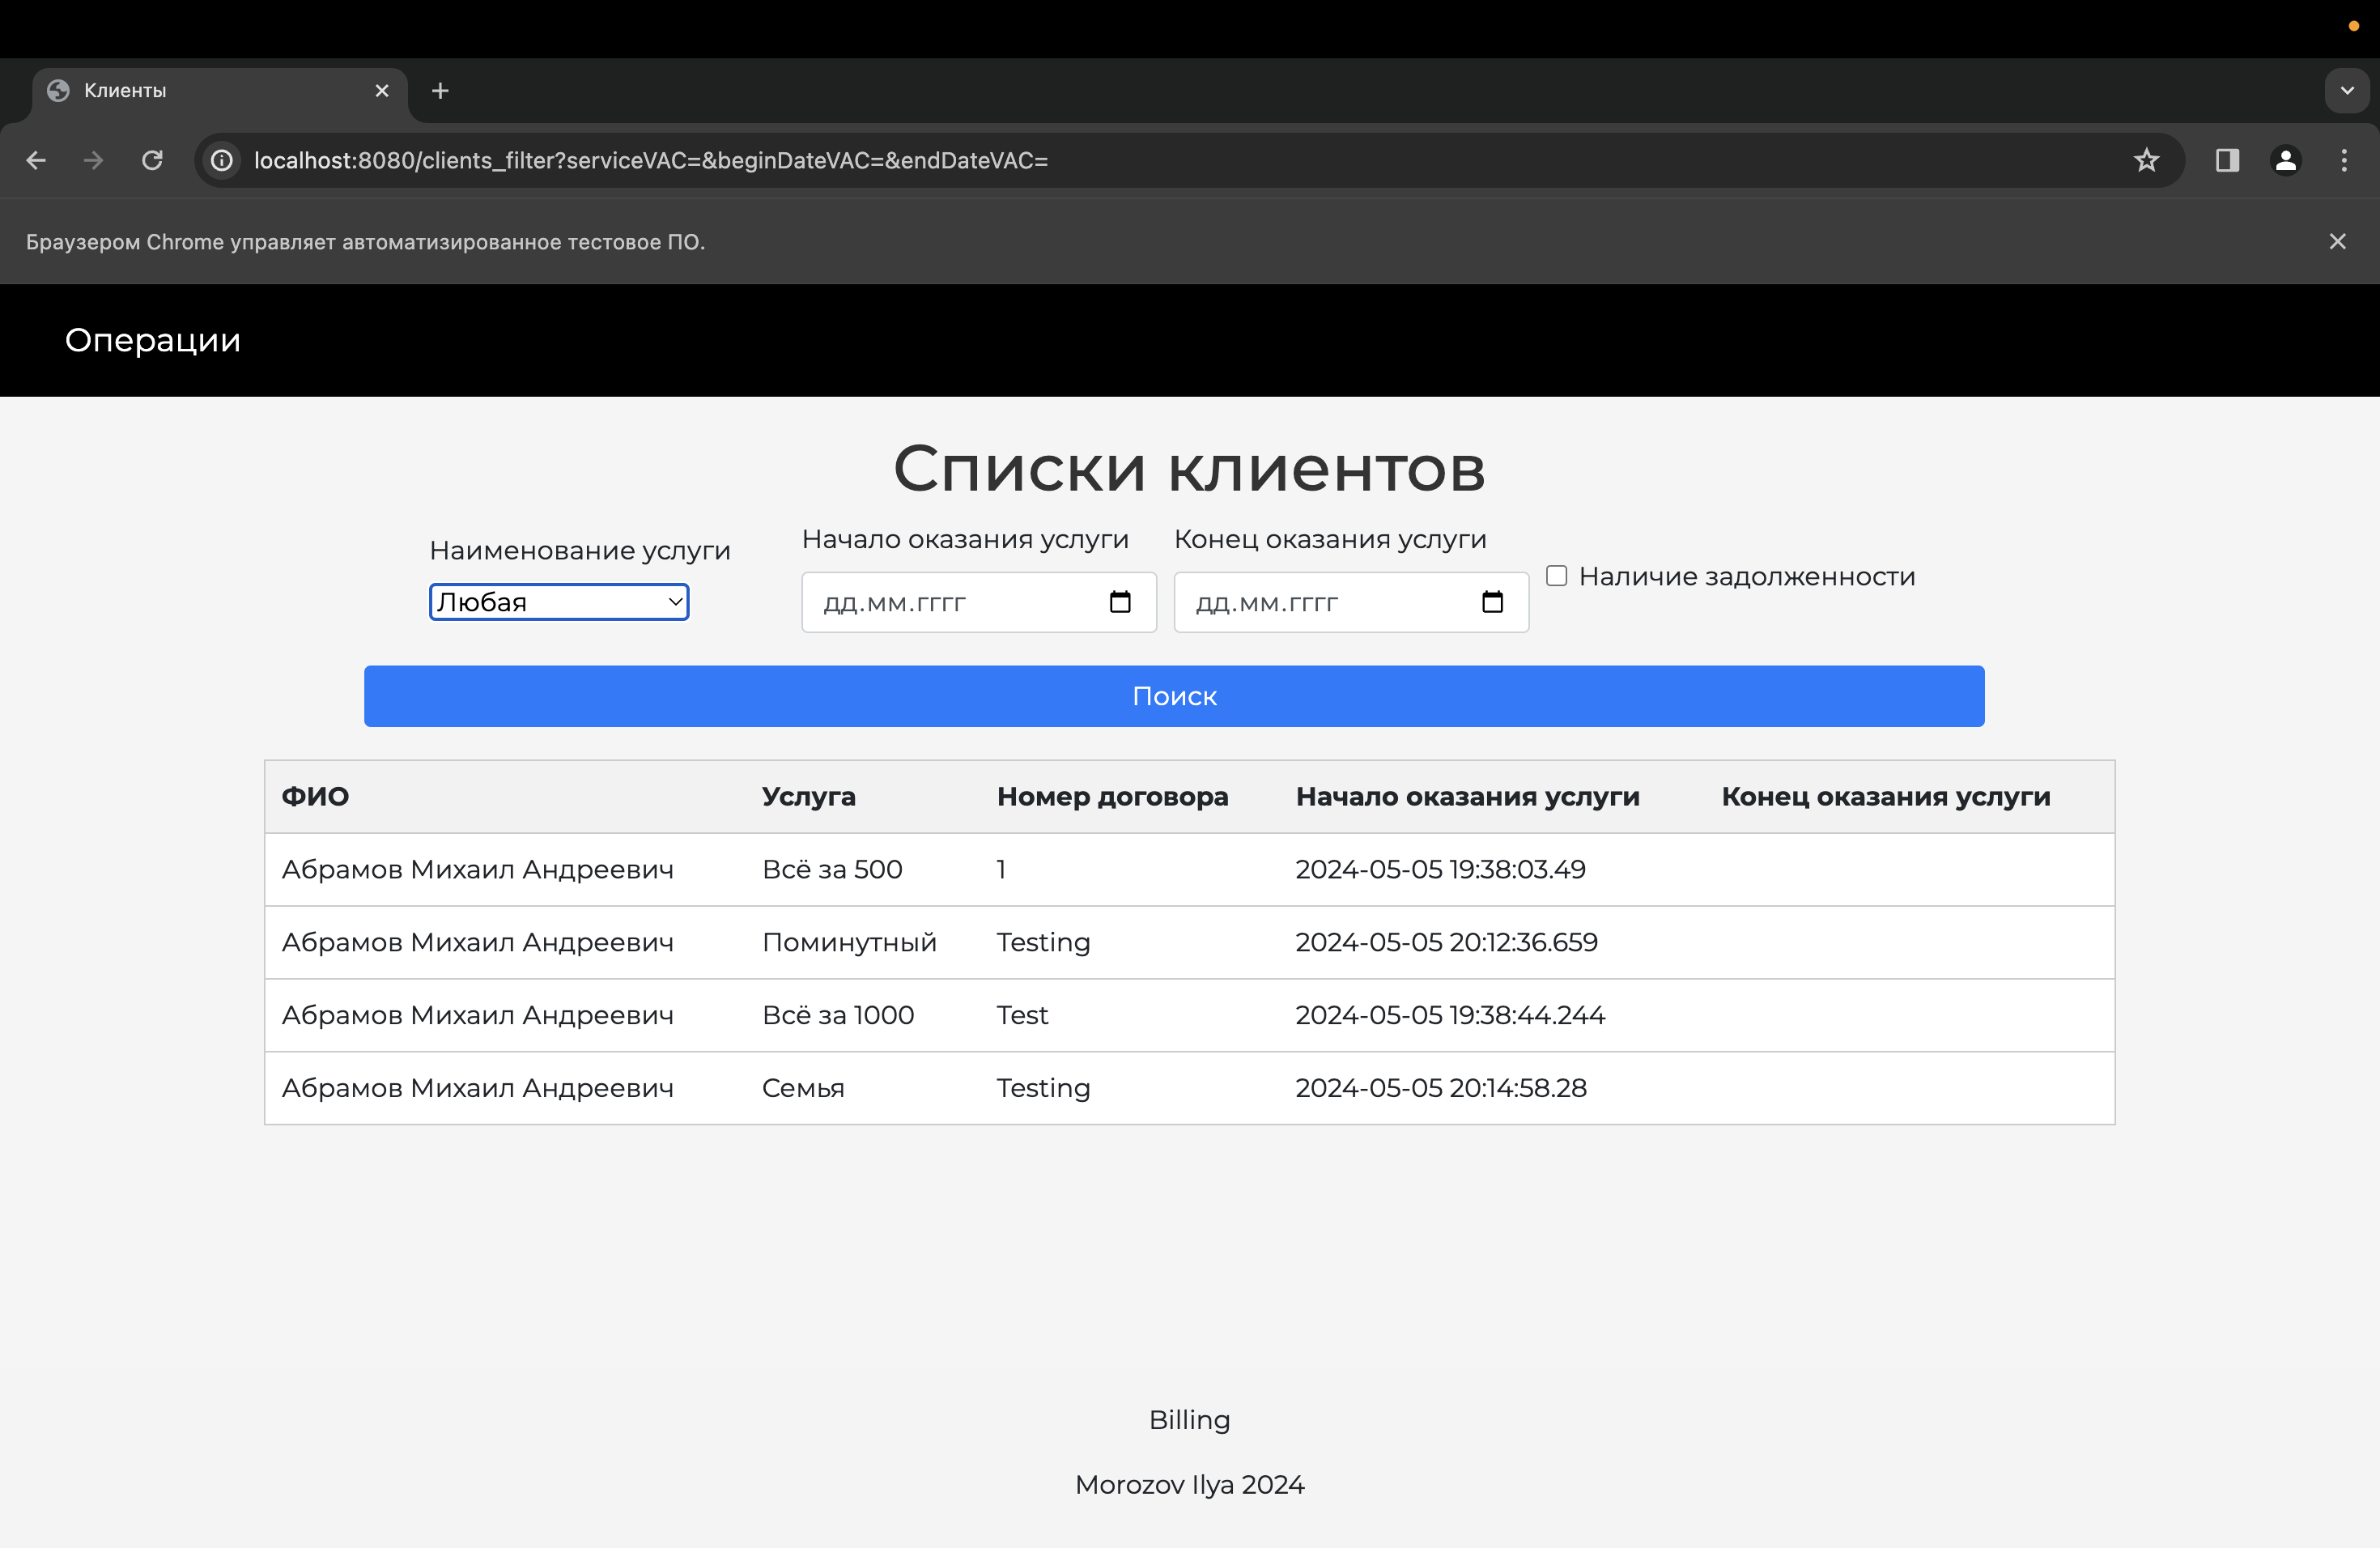 Клиенты
localhost:8080/clients_filter?serviceVAC=&beginDateVAC=&endDateVAC=
Браузером Chrome управляет автоматизированное тестовое ПО.
Операции
Списки клиентов
Наименование услуги Начало оказания услуги Конец оказания услуги
Любая дд.мм.гггг дд.мм.гггг Наличие задолженности
Поиск
ФИО Услуга Номер договора Начало оказания услуги Конец оказания услуги
Абрамов Михаил Андреевич Всё за 500 1 2024-05-05 19:38:03.49
Абрамов Михаил Андреевич Поминутный Testing 2024-05-05 20:12:36.659
Абрамов Михаил Андреевич Всё за 1000 Test 2024-05-05 19:38:44.244
Абрамов Михаил Андреевич Семья Testing 2024-05-05 20:14:58.28
Billing
Morozov Ilya 2024